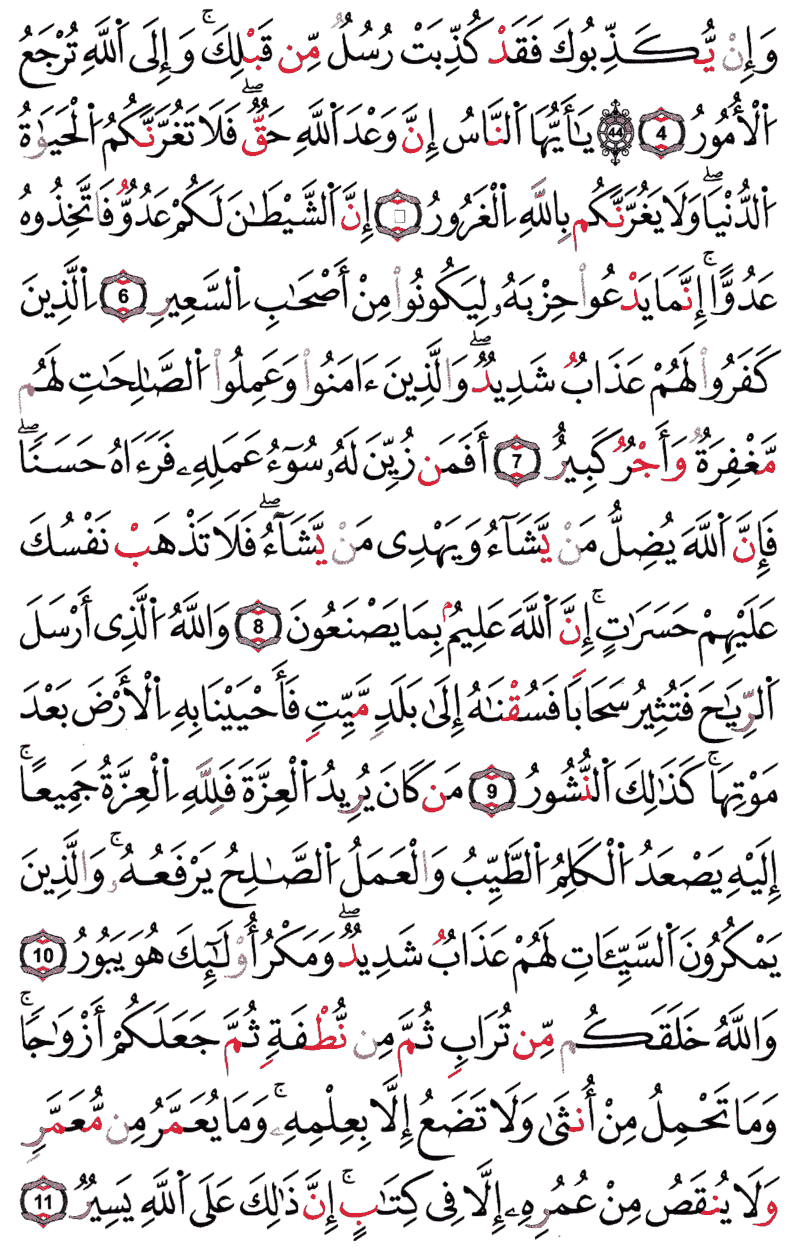 وَإِنْ يُّكَذِّبُوكَ فَقَدْ كُذِّبَتْ رُسُلٌ مِّن قَبْلِكَ ۚ وَإِلَى ٱللَّهِ تُرْجَعُ
ٱلْأُمُورُ 4 44 يَـٰٓأَيُّهَا ٱلنَّاسُ إِنَّ وَعْدَ ٱللَّهِ حَقٌّ ۖ فَلَا تَغُرَّنَّكُمُ ٱلْحَيَوٰةُ
ٱلدُّنْيَا ۖ وَلَا يَغُرَّنَّكُم بِٱللَّهِ ٱلْغَرُورُ إِنَّ ٱلشَّيْطَـٰنَ لَكُمْ عَدُوٌّ فَٱتَّخِذُوهُ
عَدُوًّا ۚ إِنَّمَا يَدْعُوا۟ حِزْبَهُۥ لِيَكُونُوا۟ مِنْ أَصْحَـٰبِ ٱلسَّعِيرِ 6 ٱلَّذِينَ
كَفَرُوا۟ لَهُمْ عَذَابٌ شَدِيدٌ ۖ وَٱلَّذِينَ ءَامَنُوا۟ وَعَمِلُوا۟ ٱلصَّـٰلِحَـٰتِ لَهُم
مَّغْفِرَةٌ وَأَجْرٌ كَبِيرٌ 7 أَفَمَن زُيِّنَ لَهُۥ سُوٓءُ عَمَلِهِۦ فَرَءَاهُ حَسَنًا ۖ
فَإِنَّ ٱللَّهَ يُضِلُّ مَنْ يَّشَآءُ وَيَهْدِى مَنْ يَّشَآءُ ۖ فَلَا تَذْهَبْ نَفْسُكَ
عَلَيْهِمْ حَسَرَٰتٍ ۚ إِنَّ ٱللَّهَ عَلِيمٌۢ بِمَا يَصْنَعُونَ 8 وَٱللَّهُ ٱلَّذِى أَرْسَلَ
ٱلرِّيَـٰحَ فَتُثِيرُ سَحَابًا فَسُقْنَـٰهُ إِلَىٰ بَلَدٍ مَّيِّتٍ فَأَحْيَيْنَا بِهِ ٱلْأَرْضَ بَعْدَ
مَوْتِهَا ۚ كَذَٰلِكَ ٱلنُّشُورُ 9 مَن كَانَ يُرِيدُ ٱلْعِزَّةَ فَلِلَّهِ ٱلْعِزَّةُ جَمِيعًا ۚ
إِلَيْهِ يَصْعَدُ ٱلْكَلِمُ ٱلطَّيِّبُ وَٱلْعَمَلُ ٱلصَّـٰلِحُ يَرْفَعُهُۥ ۚ وَٱلَّذِينَ
يَمْكُرُونَ ٱلسَّيِّـَٔاتِ لَهُمْ عَذَابٌ شَدِيدٌ ۖ وَمَكْرُ أُو۟لَـٰٓئِكَ هُوَ يَبُورُ 10
وَٱللَّهُ خَلَقَكُم مِّن تُرَابٍ ثُمَّ مِن نُّطْفَةٍ ثُمَّ جَعَلَكُمْ أَزْوَٰجًا ۚ
وَمَا تَحْمِلُ مِنْ أُنثَىٰ وَلَا تَضَعُ إِلَّا بِعِلْمِهِۦ ۚ وَمَا يُعَمَّرُ مِن مُّعَمَّرٍ
وَلَا يُنقَصُ مِنْ عُمُرِهِۦٓ إِلَّا فِى كِتَـٰبٍ ۚ إِنَّ ذَٰلِكَ عَلَى ٱللَّهِ يَسِيرٌ 11